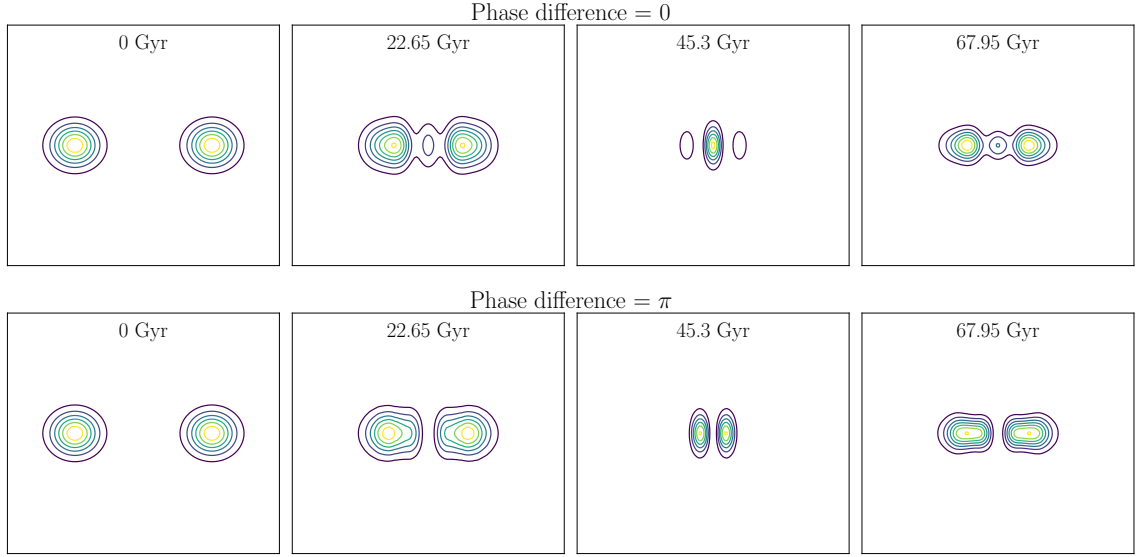 Phase difference = 0
0 Gyr
22.65 Gyr
45.3 Gyr
67.95 Gyr
Phase difference = π
0 Gyr
22.65 Gyr
45.3 Gyr
67.95 Gyr